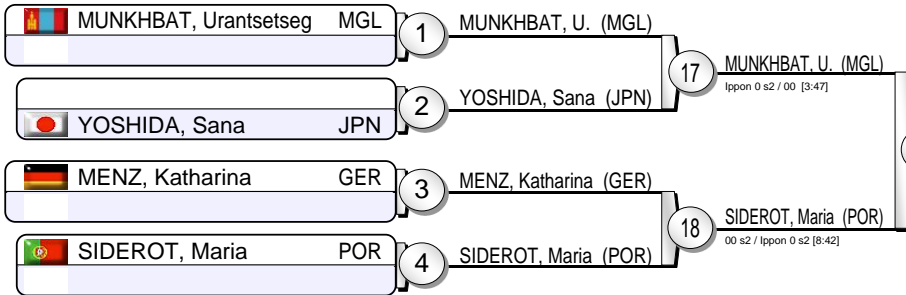 MUNKHBAT, Urantsetseg MGL
1
MUNKHBAT, U. (MGL)
17
MUNKHBAT, U. (MGL)
Ippon 0 s2 / 00 [3:47]
2
YOSHIDA, Sana (JPN)
YOSHIDA, Sana JPN
MENZ, Katharina GER
3
MENZ, Katharina (GER)
18
SIDEROT, Maria (POR)
00 s2 / Ippon 0 s2 [8:42]
SIDEROT, Maria POR
4
SIDEROT, Maria (POR)